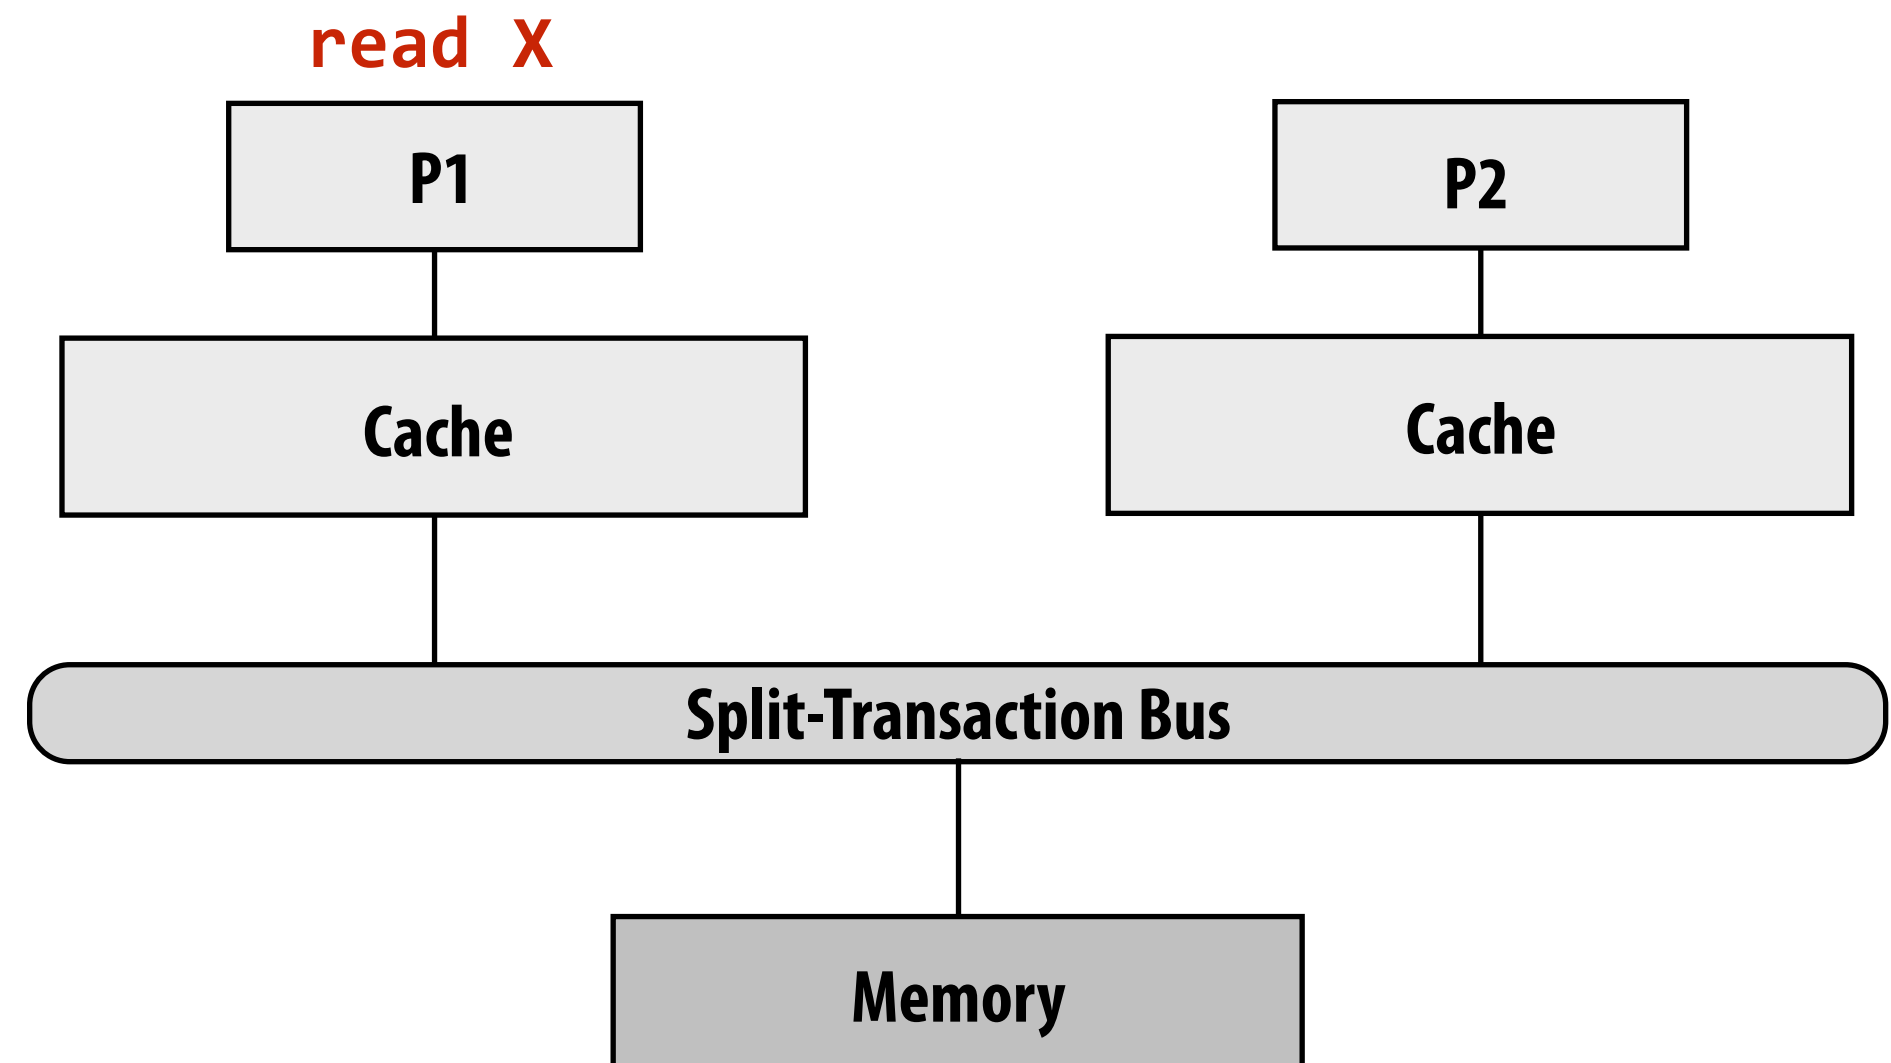 read X
P1
P2
Cache
Cache
Split-Transaction Bus
Memory